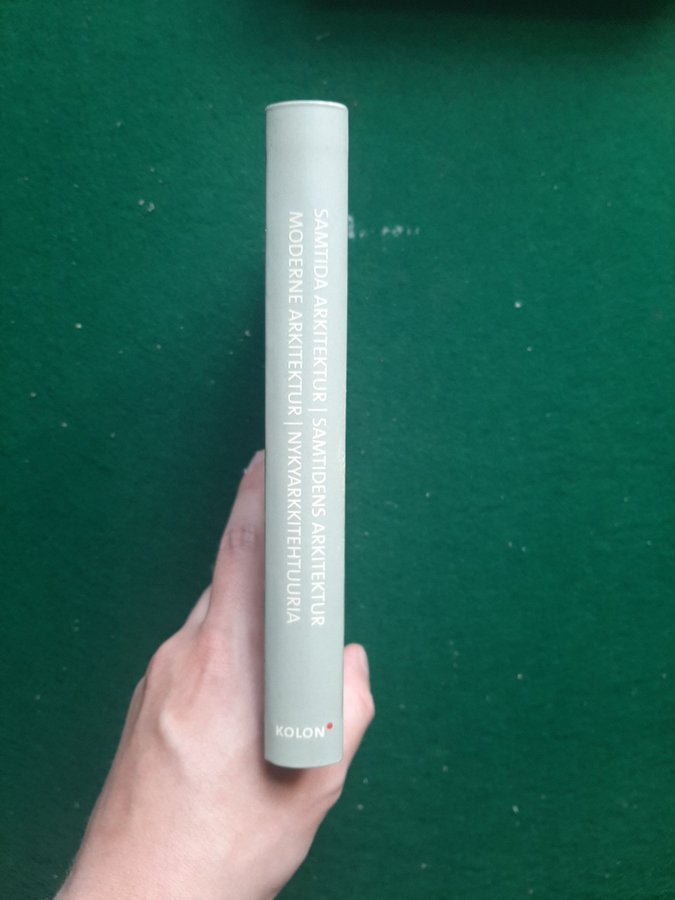 SAMTIDA ARKITEKTUR | SAMTIDENS ARKITEKTUR
MODERNE ARKITEKTUR | NYKYARKKITEHTUURIA
KOLON